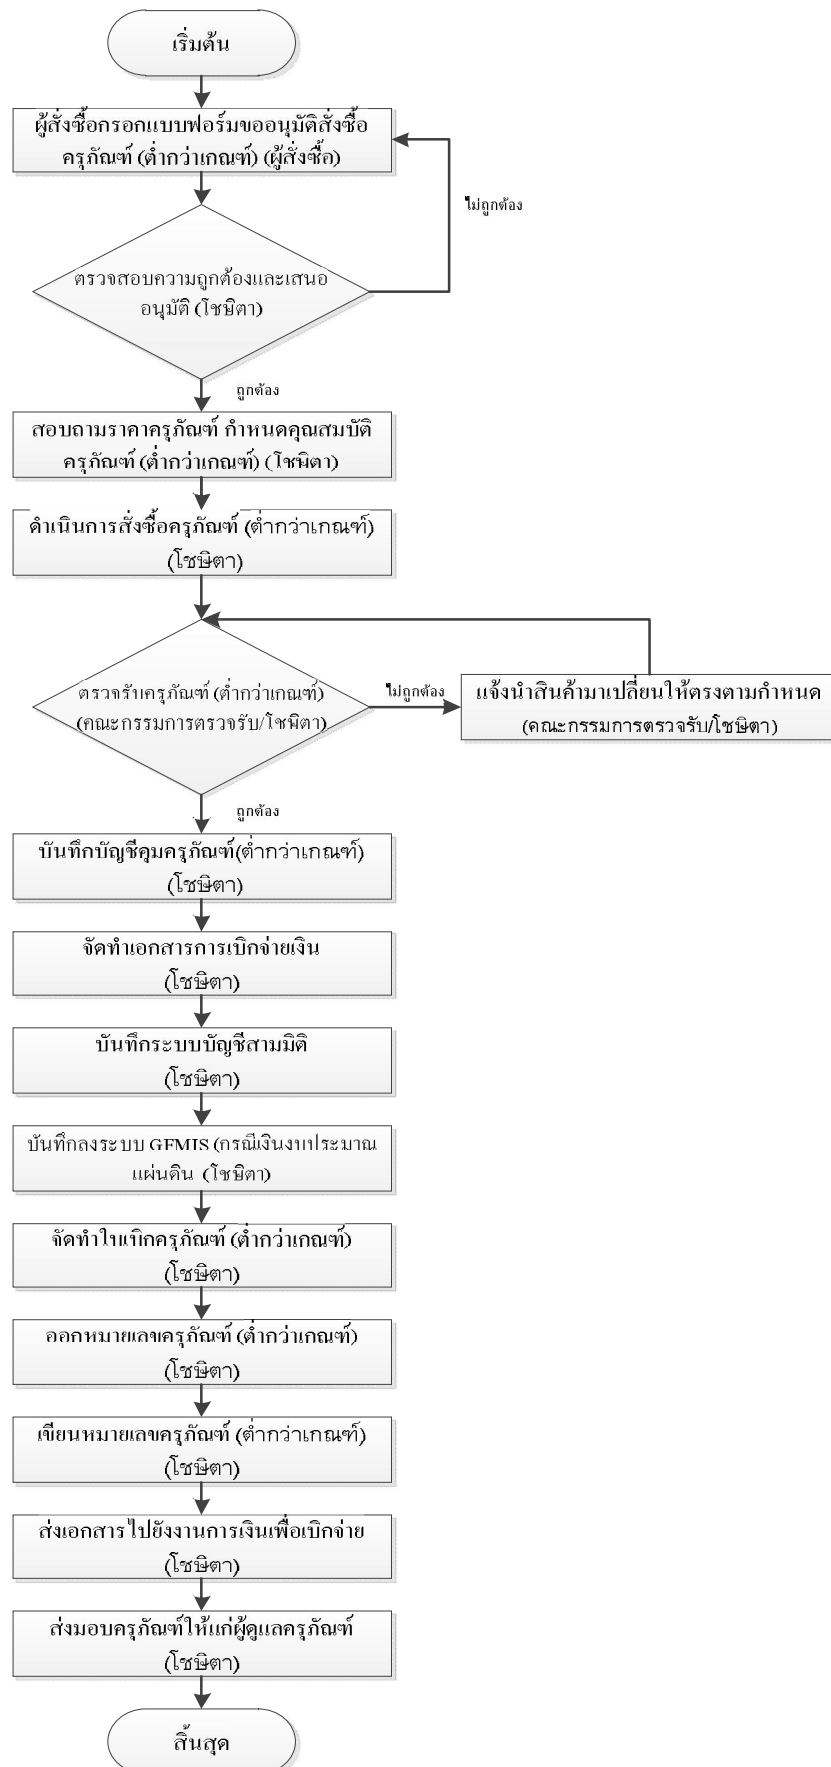 เริ่มต้น
ผู้สั่งซื้อกรอกแบบฟอร์มขออนุมัติสั่งซื้อ
ครุภัณฑ์ (ต่ำกว่าเกณฑ์) (ผู้สั่งซื้อ)
ไม่ถูกต้อง
ตรวจสอบความถูกต้องและเสนอ
อนุมัติ (โชษิตา)
ถูกต้อง
สอบถามราคาครุภัณฑ์ กำหนดคุณสมบัติ
ครุภัณฑ์ (ต่ำกว่าเกณฑ์) (โชษิตา)
ดำเนินการสั่งซื้อครุภัณฑ์ (ต่ำกว่าเกณฑ์)
(โชษิตา)
ตรวจรับครุภัณฑ์ (ต่ำกว่าเกณฑ์)
(คณะกรรมการตรวจรับ/โชษิตา)
ไม่ถูกต้อง
แจ้งนำสินค้ามาเปลี่ยนให้ตรงตามกำหนด
(คณะกรรมการตรวจรับ/โชษิตา)
ถูกต้อง
บันทึกบัญชีคุมครุภัณฑ์(ต่ำกว่าเกณฑ์)
(โชษิตา)
จัดทำเอกสารการเบิกจ่ายเงิน
(โชษิตา)
บันทึกระบบบัญชีสามมิติ
(โชษิตา)
บันทึกลงระบบ GFMIS (กรณีเงินงบประมาณ
แผ่นดิน (โชษิตา)
จัดทำใบเบิกครุภัณฑ์ (ต่ำกว่าเกณฑ์)
(โชษิตา)
ออกหมายเลขครุภัณฑ์ (ต่ำกว่าเกณฑ์)
(โชษิตา)
เขียนหมายเลขครุภัณฑ์ (ต่ำกว่าเกณฑ์)
(โชษิตา)
ส่งเอกสารไปยังงานการเงินเพื่อเบิกจ่าย
(โชษิตา)
ส่งมอบครุภัณฑ์ให้แก่ผู้ดูแลครุภัณฑ์
(โชษิตา)
สิ้นสุด